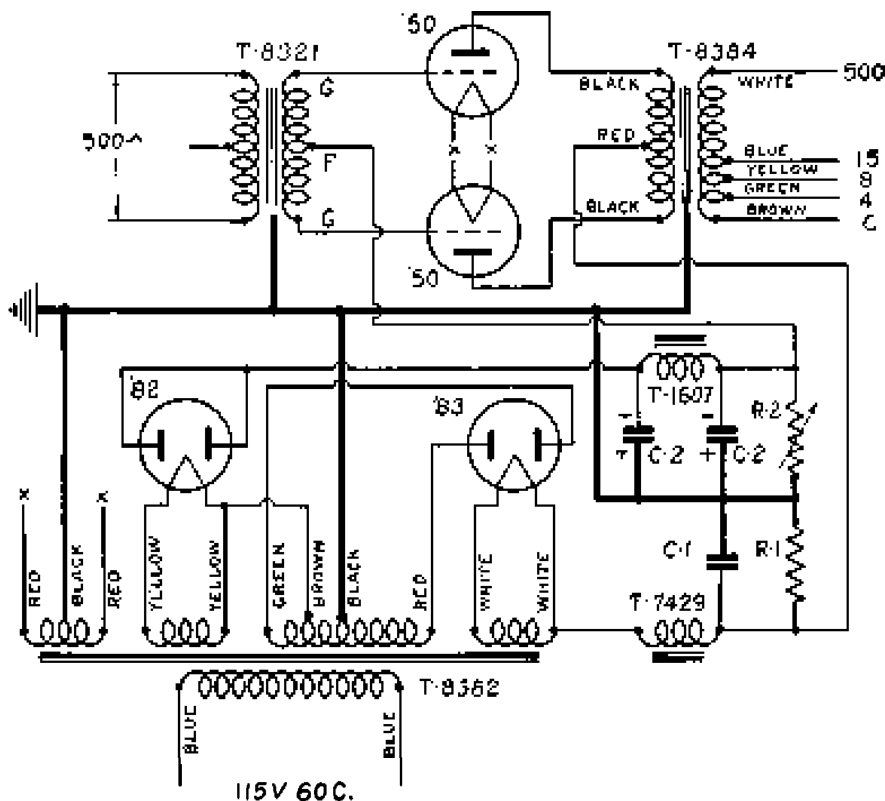 '50
T-8321
T-8384
G
BLACK
WHITE
500
500~
RED
F
BLUE
15
YELLOW
8
GREEN
4
G
BLACK
BROWN
C
'50
'82
'83
T-1607
R-2
- -
+ C-2 + C-2
x x
RED
BLACK
RED
YELLOW
YELLOW
GREEN
BROWN
BLACK
RED
WHITE
WHITE
C-1
R-1
T-7429
T-8382
BLUE
BLUE
115V 60C.